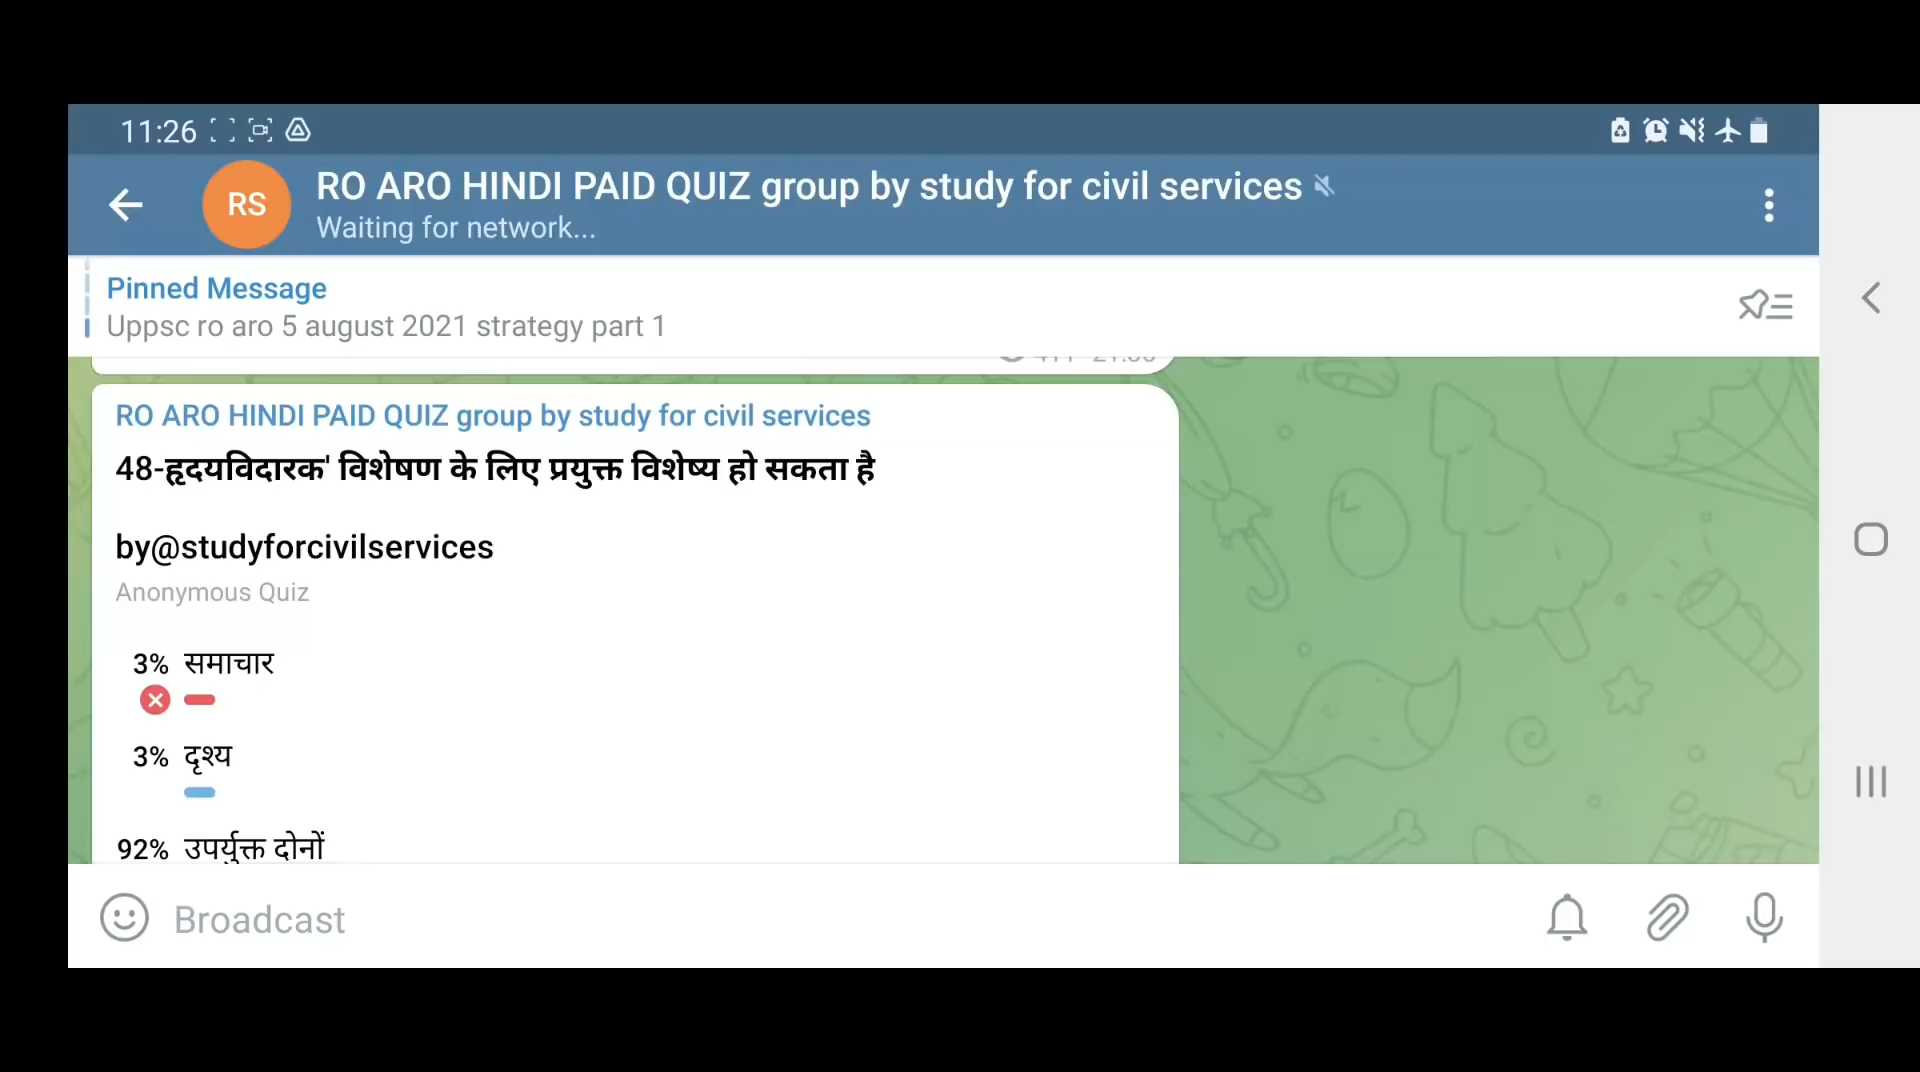 11:26
RS
RO ARO HINDI PAID QUIZ group by study for civil services
Waiting for network...
Pinned Message
Uppsc ro aro 5 august 2021 strategy part 1
RO ARO HINDI PAID QUIZ group by study for civil services
48-हृदयविदारक' विशेषण के लिए प्रयुक्त विशेष्य हो सकता है
by@studyforcivilservices
Anonymous Quiz
3% समाचार
3% दृश्य
92% उपर्युक्त दोनों
Broadcast